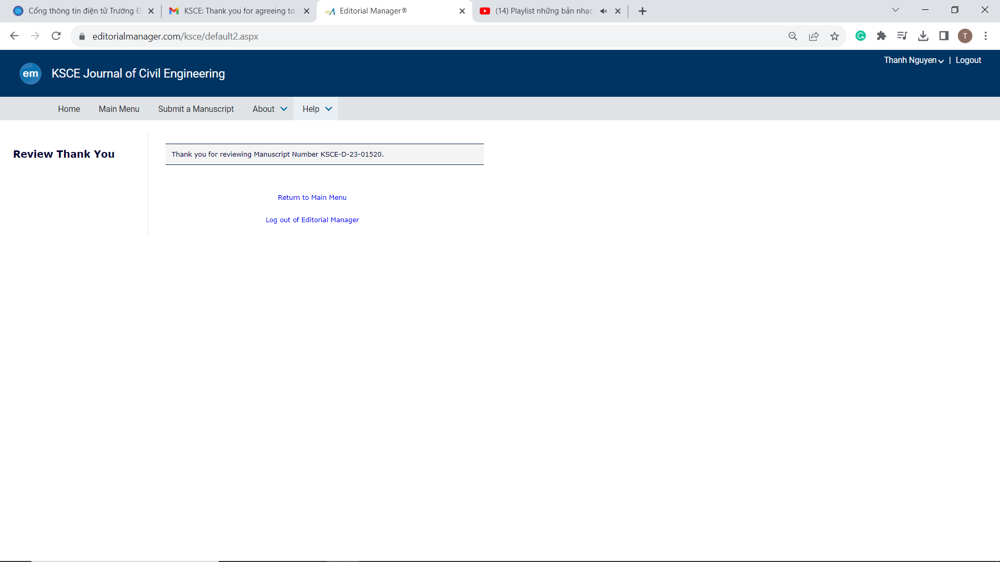 Cổng thông tin điện tử Trường Đ
KSCE: Thank you for agreeing to
Editorial Manager®
(14) Playlist những bản nhạc
editorialmanager.com/ksce/default2.aspx
T
Thanh Nguyen | Logout
em KSCE Journal of Civil Engineering
Home Main Menu Submit a Manuscript About Help
Review Thank You
Thank you for reviewing Manuscript Number KSCE-D-23-01520.
Return to Main Menu
Log out of Editorial Manager